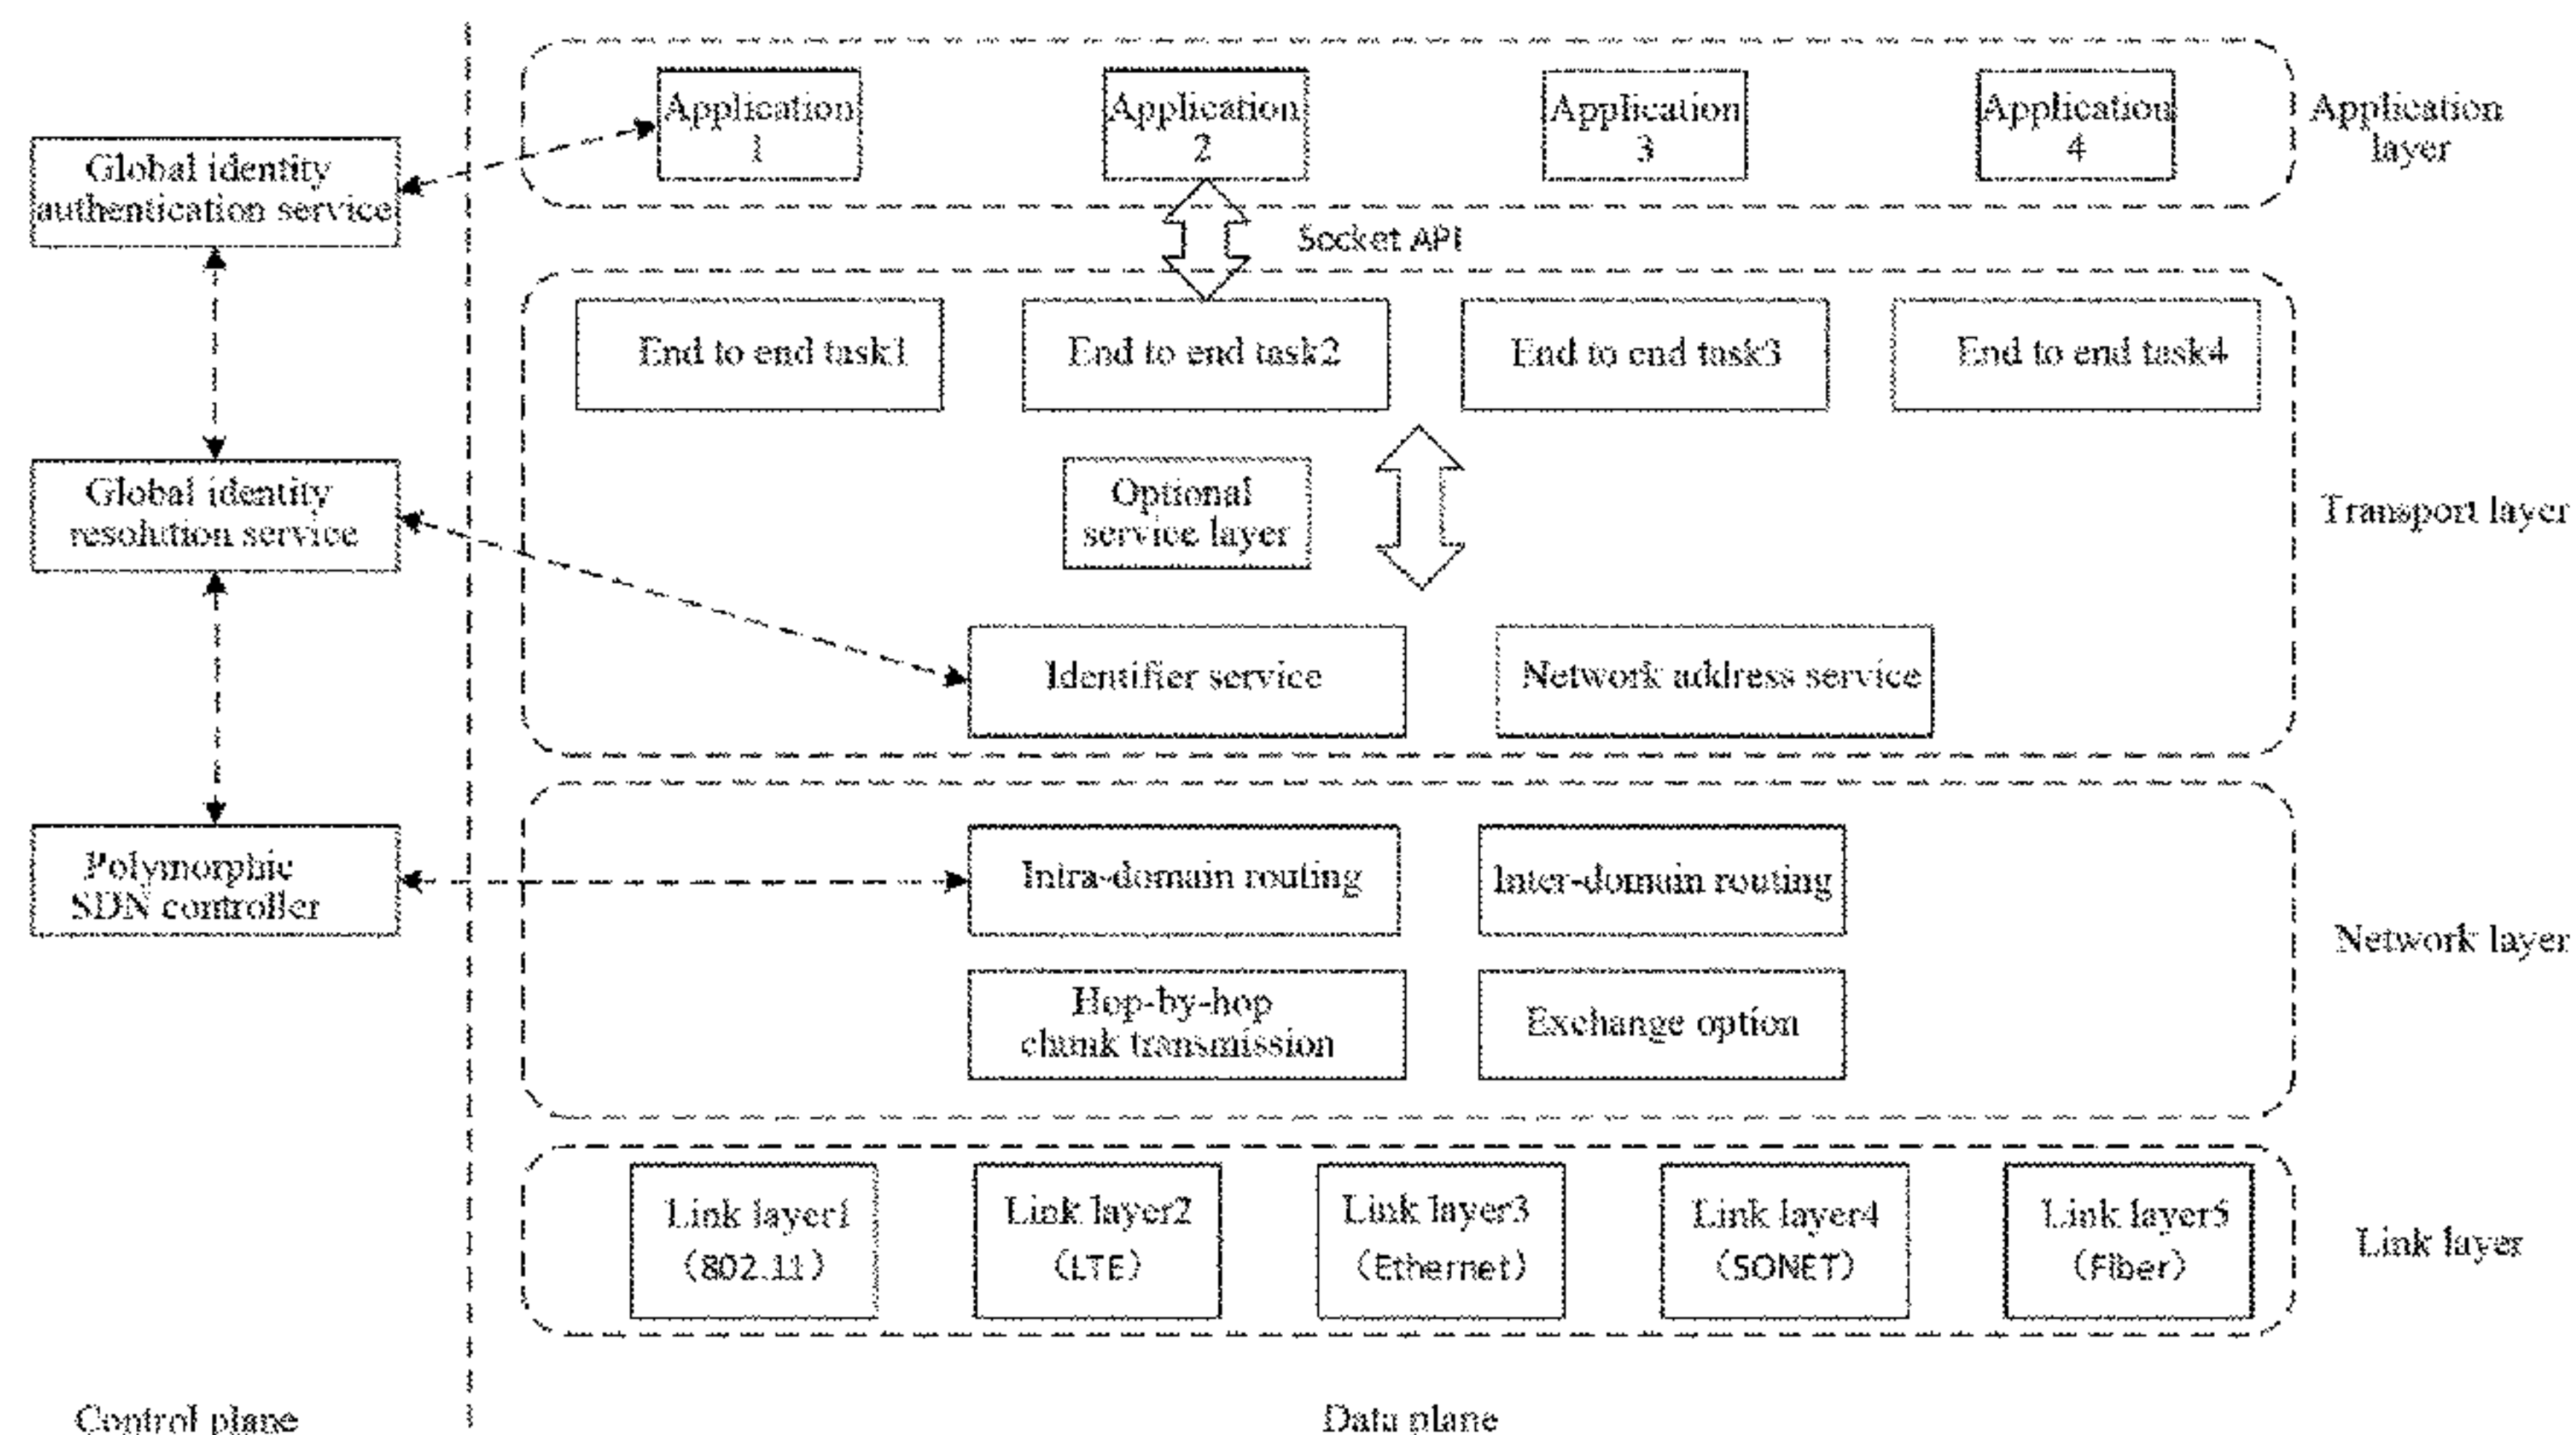 Application
1
Application
2
Application
3
Application
4
Application
layer
Global identity
authentication service
Socket API
End to end task1
End to end task2
End to end task3
End to end task4
Global identity
resolution service
Optional
service layer
Transport layer
Identifier service
Network address service
Polymorphic
SDN controller
Intra-domain routing
Inter-domain routing
Network layer
Hop-by-hop
chunk transmission
Exchange option
Link layer1
(802.11)
Link layer2
(LTE)
Link layer3
(Ethernet)
Link layer4
(SONET)
Link layer5
(Fiber)
Link layer
Control plane
Data plane